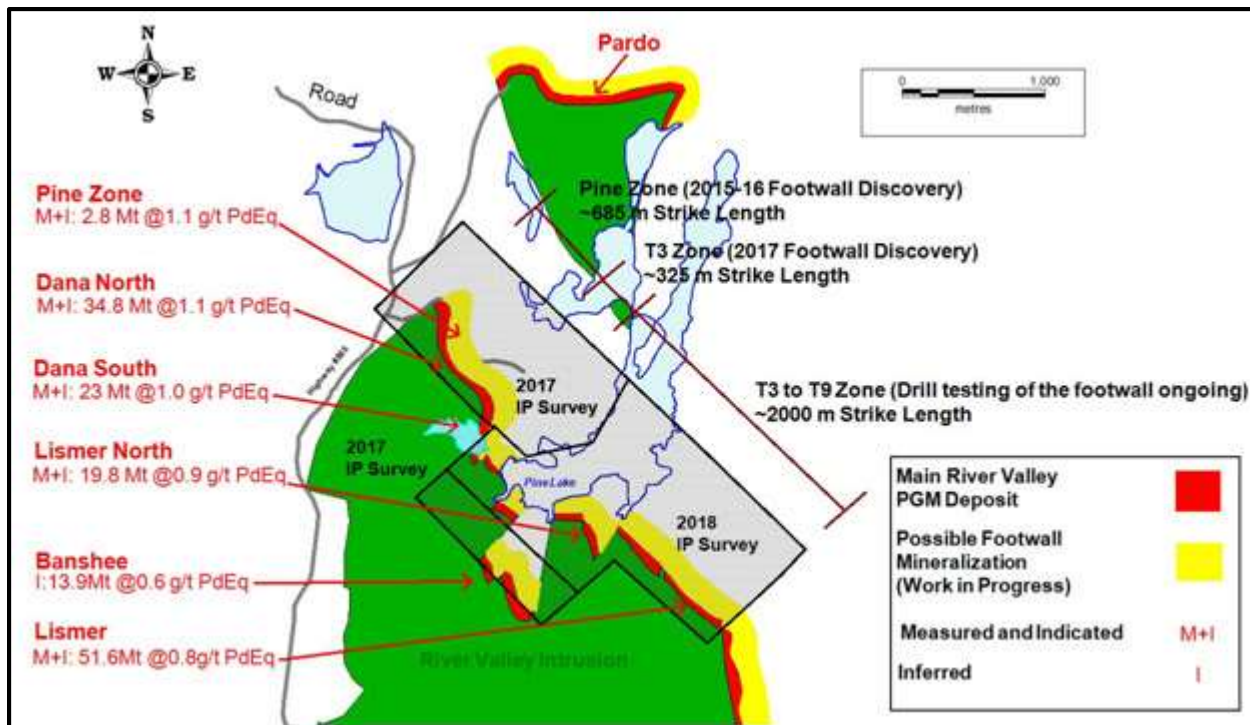 N
W E
S
Road
Pardo
0 1,000
metres
Pine Zone
M+I: 2.8 Mt @1.1 g/t PdEq
Dana North
M+I: 34.8 Mt @1.1 g/t PdEq
Dana South
M+I: 23 Mt @1.0 g/t PdEq
Lismer North
M+I: 19.8 Mt @0.9 g/t PdEq
Banshee
I:13.9Mt @0.6 g/t PdEq
Lismer
M+I: 51.6Mt @0.8g/t PdEq
Pine Zone (2015-16 Footwall Discovery)
~685 m Strike Length
T3 Zone (2017 Footwall Discovery)
~325 m Strike Length
T3 to T9 Zone (Drill testing of the footwall ongoing)
~2000 m Strike Length
Highway
2017
IP Survey
2017
IP Survey
Pine Lake
2018
IP Survey
River Valley Intrusion
Main River Valley
PGM Deposit
Possible Footwall
Mineralization
(Work in Progress)
Measured and Indicated M+I
Inferred I